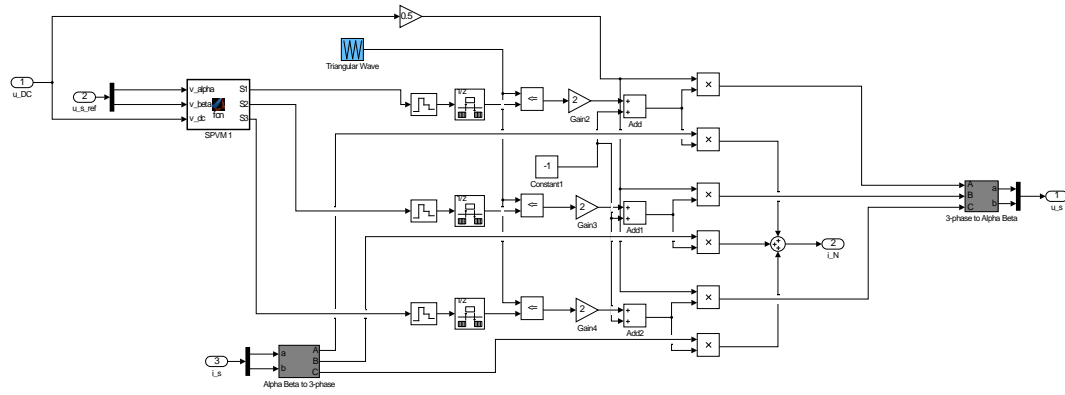 0.5
Triangular Wave
1
u_DC
2
u_s_ref
v_alpha
v_beta
v_dc
fcn
S1
S2
S3
SPVM 1
1/Z
<=
2
Gain2
+
+
Add
×
×
-1
Constant1
1/Z
<=
2
Gain3
+
+
Add1
×
×
A
B
C
a
b
3-phase to Alpha Beta
1
u_s
+
+
+
2
i_N
1/Z
<=
2
Gain4
+
+
Add2
×
×
3
i_s
a
b
A
B
C
Alpha Beta to 3-phase